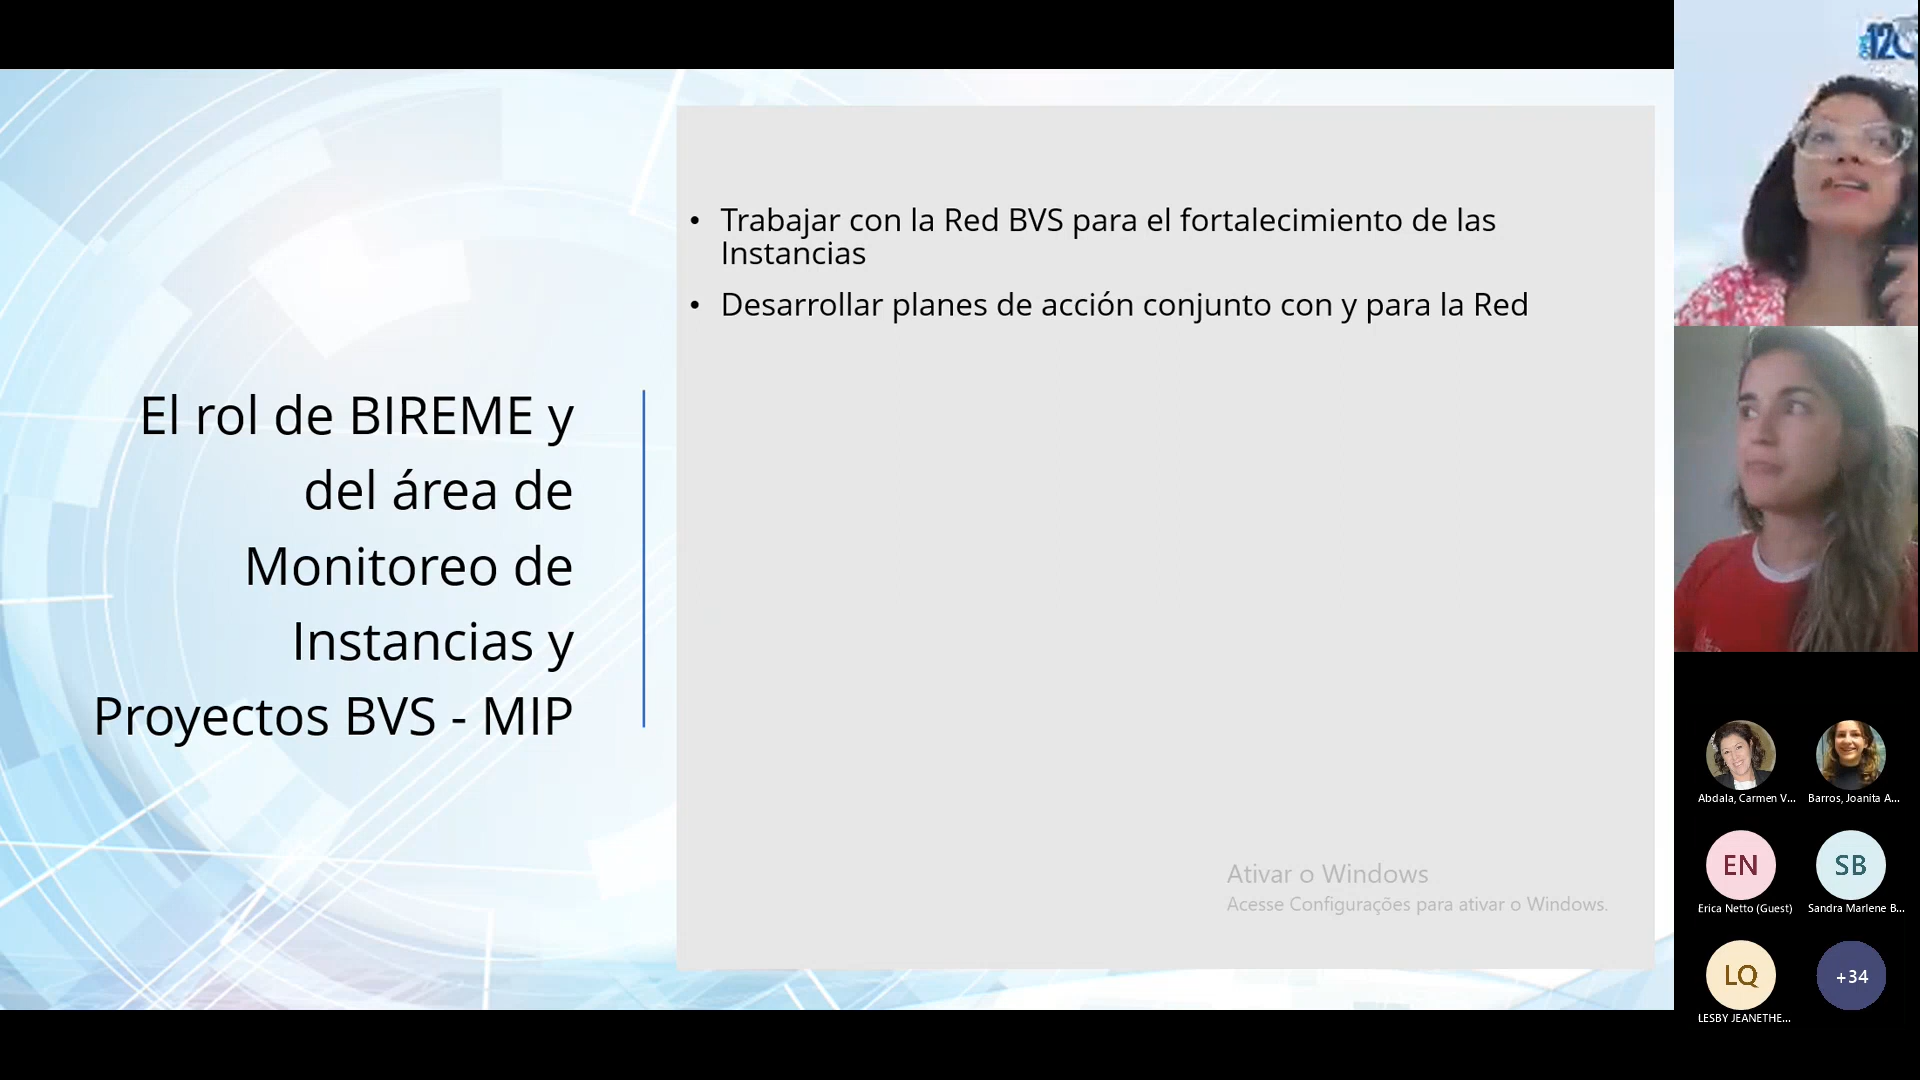 El rol de BIREME y
del área de
Monitoreo de
Instancias y
Proyectos BVS - MIP
• Trabajar con la Red BVS para el fortalecimiento de las
Instancias
• Desarrollar planes de acción conjunto con y para la Red
Ativar o Windows
Acesse Configurações para ativar o Windows.
Abdala, Carmen V...
Barros, Joanita A...
EN
SB
Erica Netto (Guest)
Sandra Marlene B...
LQ
+34
LESBY JEANETHE...